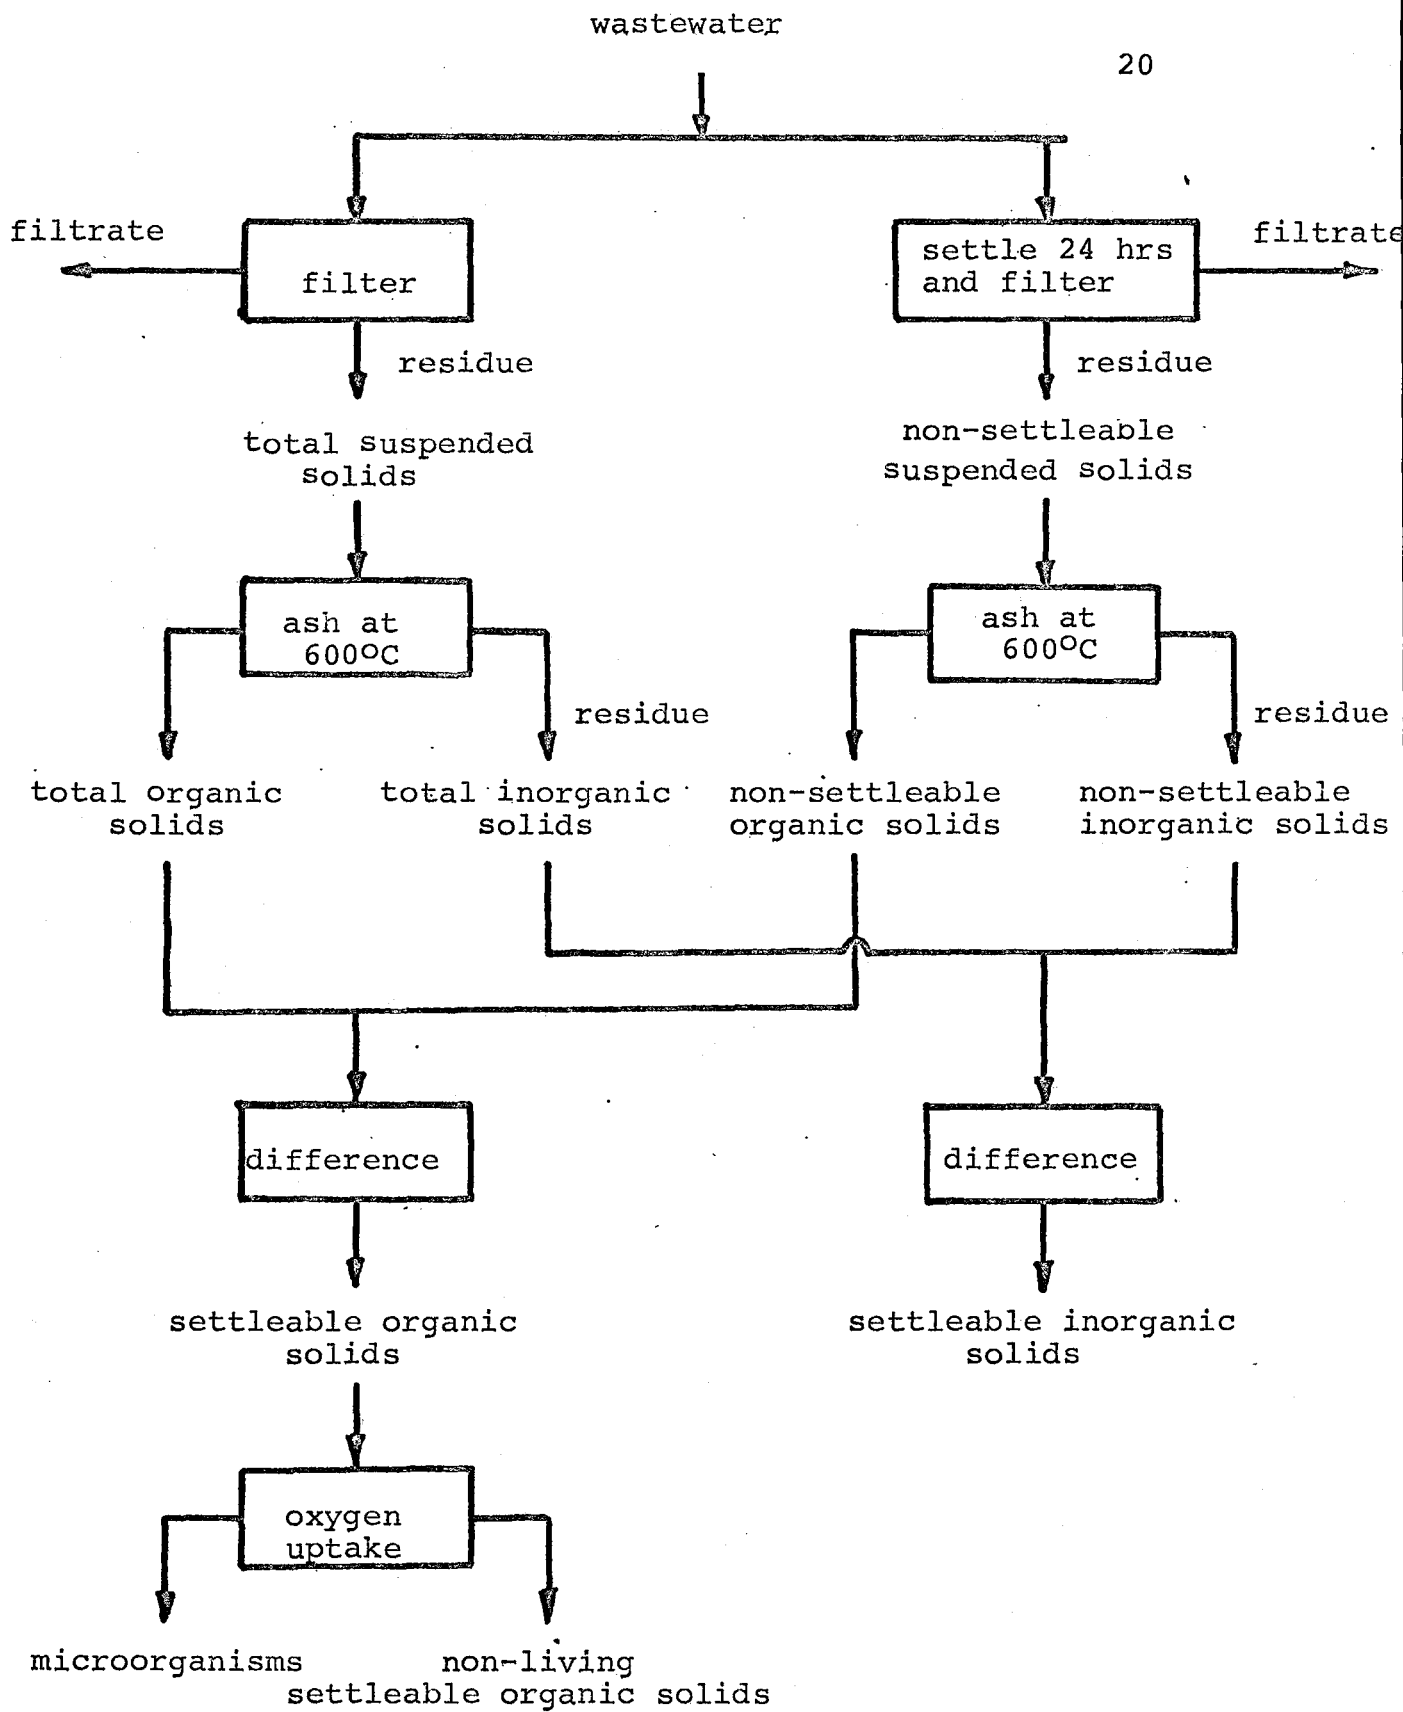 wastewater
20
filtrate
filter
settle 24 hrs
and filter
filtrate
residue
residue
total suspended
solids
non-settleable
suspended solids
ash at
600°C
ash at
600°C
residue
residue
total organic
solids
total inorganic
solids
non-settleable
organic solids
non-settleable
inorganic solids
difference
difference
settleable organic
solids
settleable inorganic
solids
oxygen
uptake
microorganisms
non-living
settleable organic solids